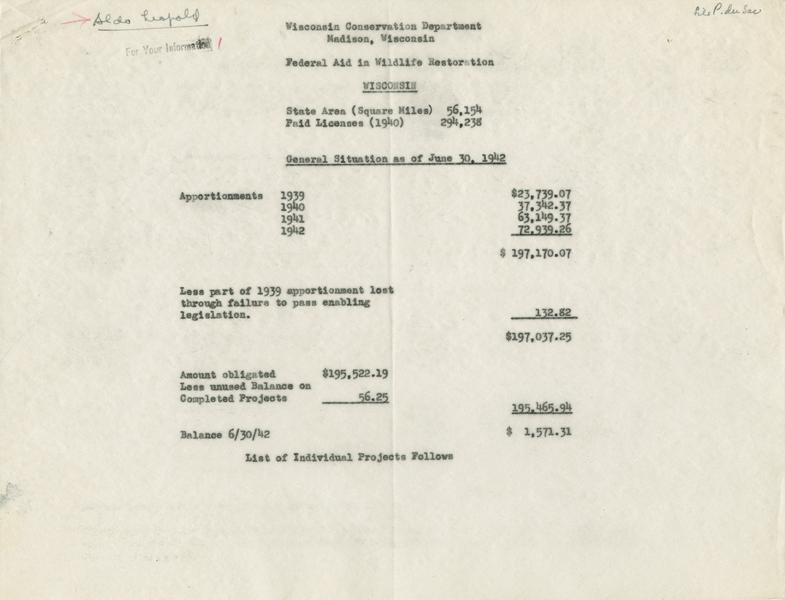 Aldo Leopold
For Your Information
Wisconsin Conservation Department
Madison, Wisconsin
Federal Aid in Wildlife Restoration
WISCONSIN
State Area (Square Miles) 56,154
Paid Licenses (1940) 294,238
General Situation as of June 30, 1942
Apportionments 1939 $23,739.07
1940 37,342.37
1941 63,149.37
1942 72,939.26
$ 197,170.07
Less part of 1939 apportionment lost
through failure to pass enabling
legislation. 132.82
$197,037.25
Amount obligated $195,522.19
Less unused Balance on
Completed Projects 56.25
195,465.94
Balance 6/30/42 $ 1,571.31
List of Individual Projects Follows